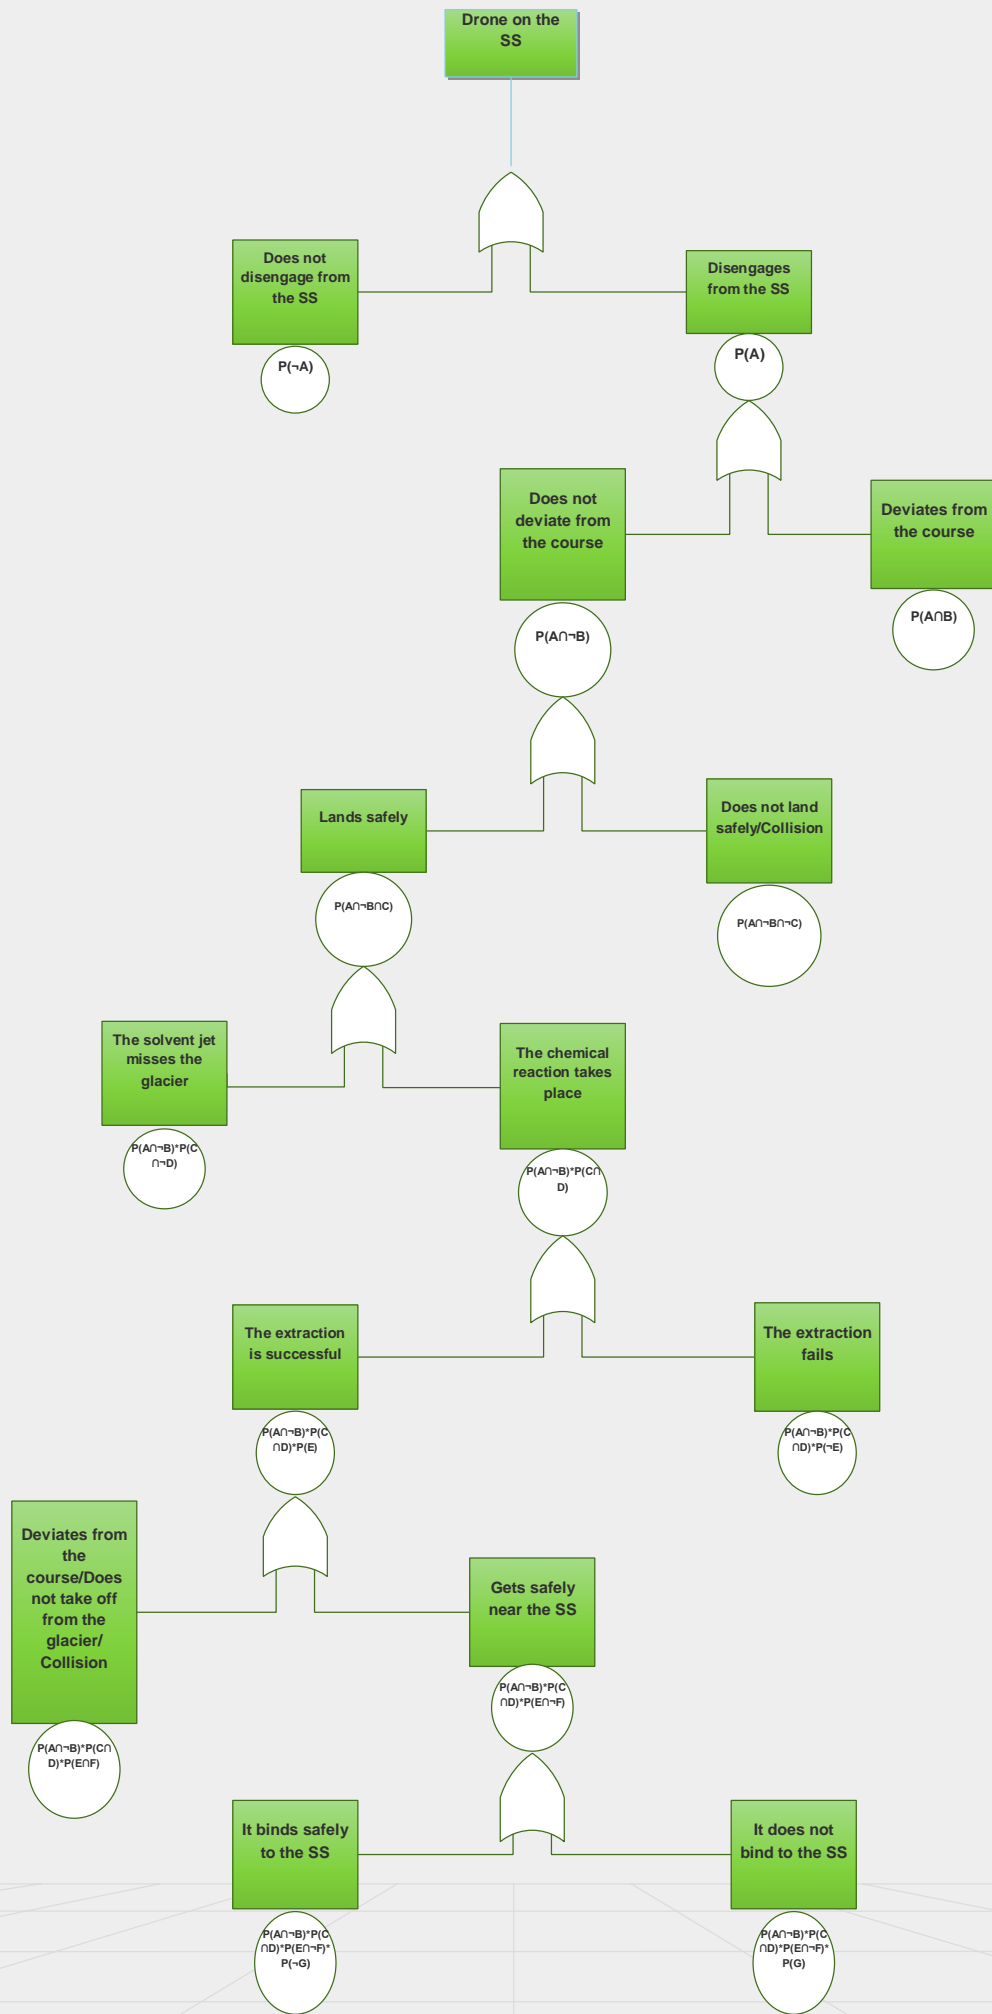 Drone on the
SS
Does not
disengage from
the SS
P(¬A)
Disengages
from the SS
P(A)
Does not
deviate from
the course
P(A∩¬B)
Deviates from
the course
P(A∩B)
Lands safely
P(A∩¬B∩C)
Does not land
safely/Collision
P(A∩¬B∩¬C)
The solvent jet
misses the
glacier
P(A∩¬B)*P(C
∩¬D)
The chemical
reaction takes
place
P(A∩¬B)*P(C∩
D)
The extraction
is successful
P(A∩¬B)*P(C
∩D)*P(E)
The extraction
fails
P(A∩¬B)*P(C
∩D)*P(¬E)
Deviates from
the
course/Does
not take off
from the
glacier/
Collision
P(A∩¬B)*P(C∩
D)*P(E∩F)
Gets safely
near the SS
P(A∩¬B)*P(C
∩D)*P(E∩¬F)
It binds safely
to the SS
P(A∩¬B)*P(C
∩D)*P(E∩¬F)*
P(¬G)
It does not
bind to the SS
P(A∩¬B)*P(C
∩D)*P(E∩¬F)*
P(G)